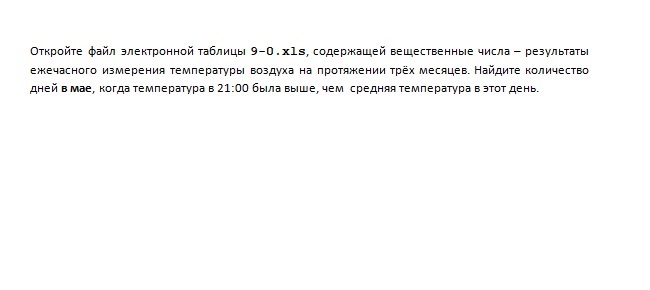 Откройте файл электронной таблицы 9-0.xls, содержащей вещественные числа – результаты
ежечасного измерения температуры воздуха на протяжении трёх месяцев. Найдите количество
дней в мае, когда температура в 21:00 была выше, чем средняя температура в этот день.